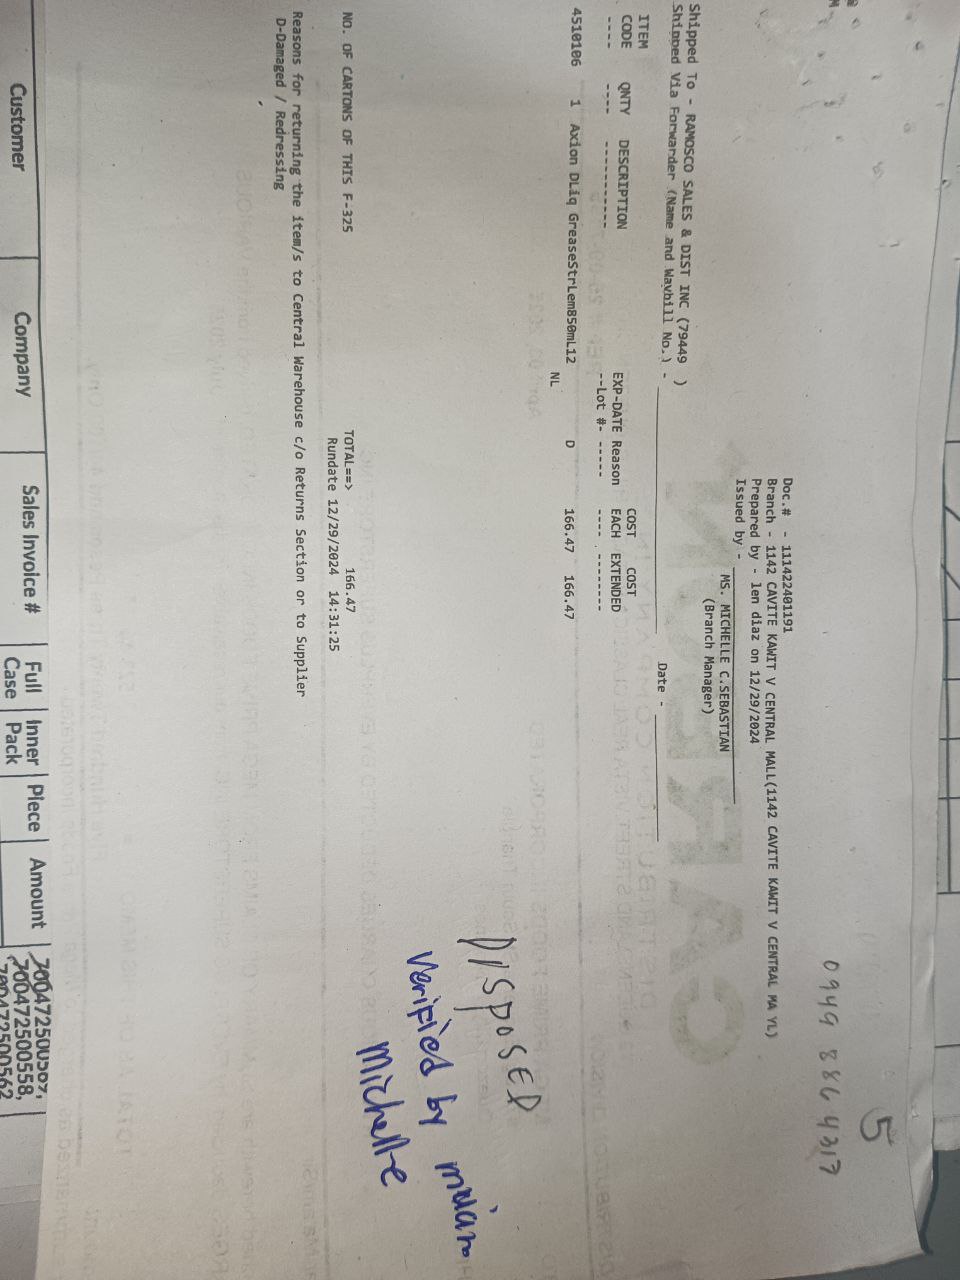 5
0949 886 4317
Doc.# - 111422401191
Branch - 1142 CAVITE KAWIT V CENTRAL MALL(1142 CAVITE KAWIT V CENTRAL MA YL)
Prepared by - len diaz on 12/29/2024
Issued by -
MS. MICHELLE C.SEBASTIAN
(Branch Manager)
Shipped To - RAMOSCO SALES & DIST INC (79449 )
Shipped Via Forwarder (Name and Waybill No.) -
Date -
ITEM COST COST
CODE QNTY DESCRIPTION EXP-DATE Reason EACH EXTENDED
---- ---- ----------- --Lot #- ----- ---- --------
4510106 1 Axion DLiq GreaseStrLem850mL12 D 166.47 166.47
NL
DISPOSED
Verified by
Michelle
NO. OF CARTONS OF THIS F-325 TOTAL==> 166.47
Rundate 12/29/2024 14:31:25
Reasons for returning the item/s to Central Warehouse c/o Returns Section or to Supplier
D-Damaged / Redressing
Customer Company Sales Invoice # Full Case Inner Pack Piece Amount
700472500567,
700472500558,
700472500562